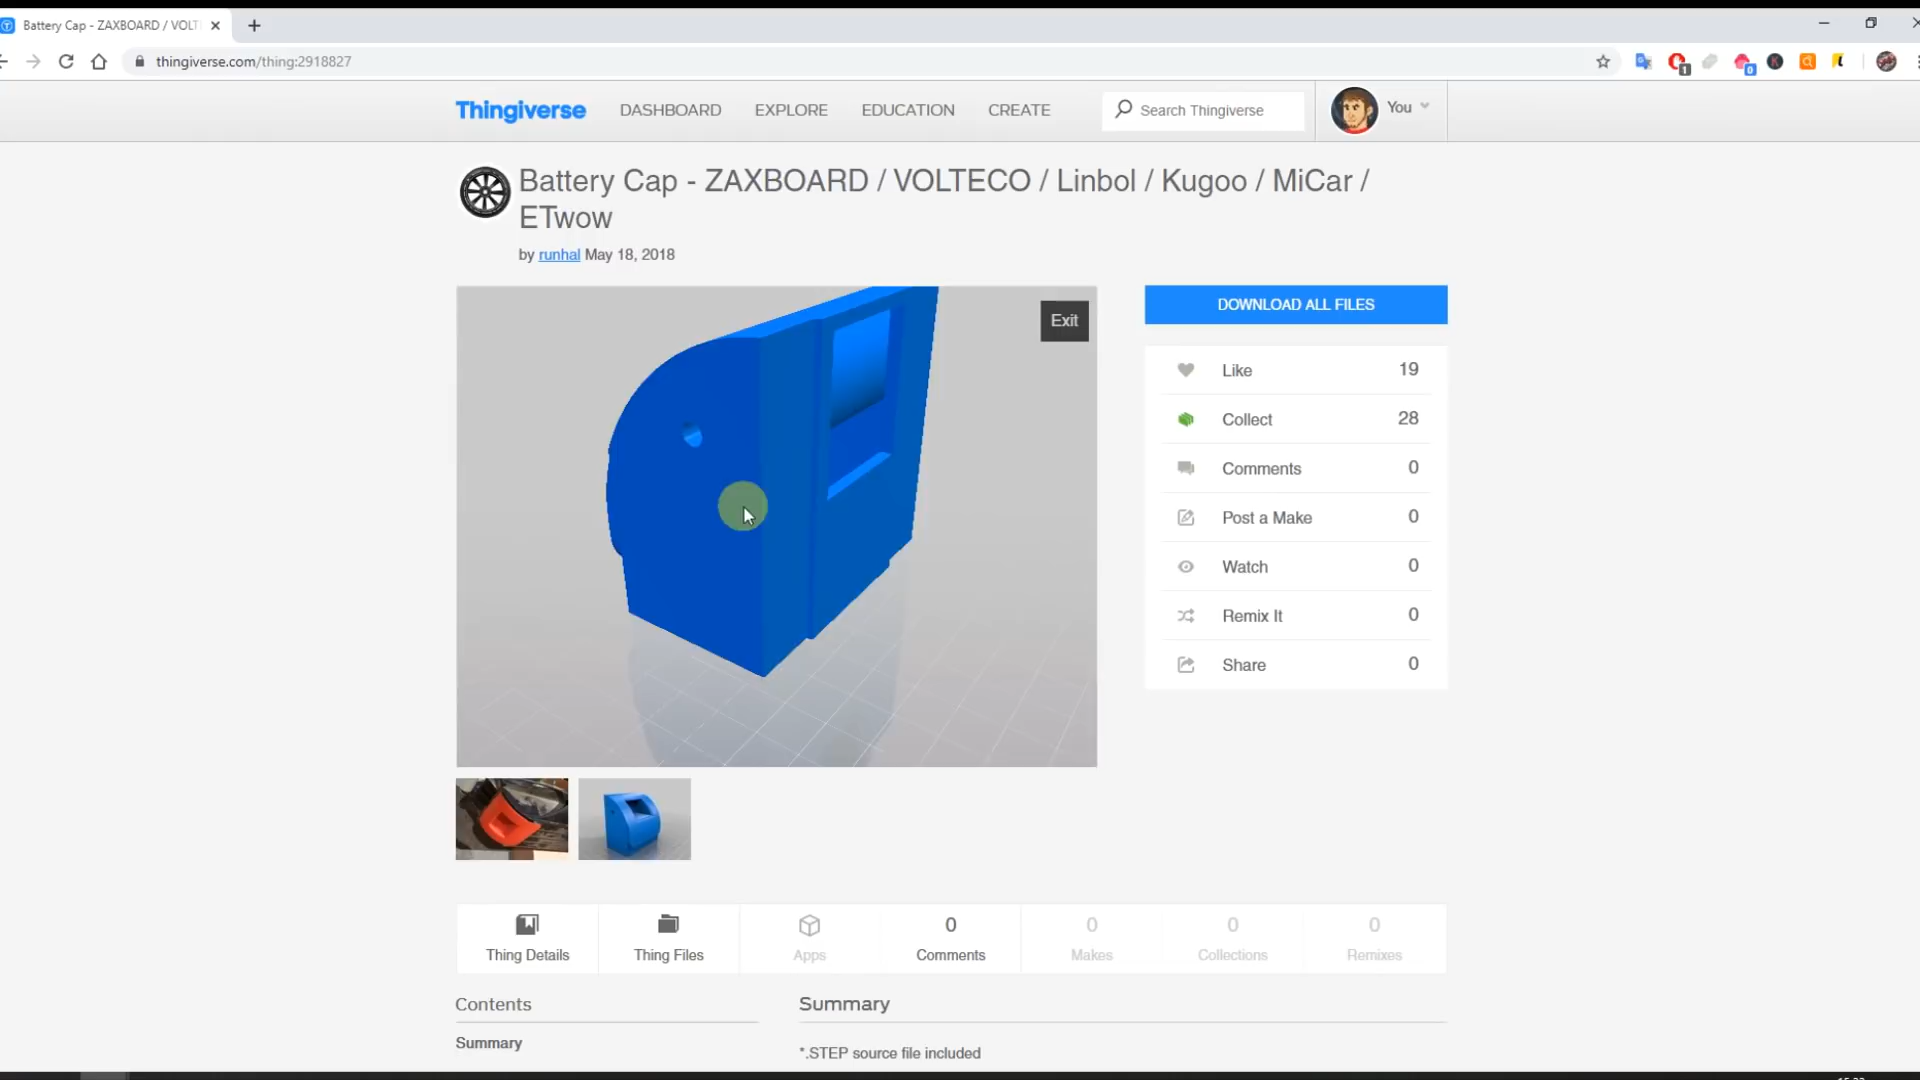 Battery Cap - ZAXBOARD / VOLT
thingiverse.com/thing:2918827
1
0
Thingiverse
DASHBOARD
EXPLORE
EDUCATION
CREATE
Search Thingiverse
You
Battery Cap - ZAXBOARD / VOLTECO / Linbol / Kugoo / MiCar /
ETwow
by runhal May 18, 2018
Exit
DOWNLOAD ALL FILES
Like 19
Collect 28
Comments 0
Post a Make 0
Watch 0
Remix It 0
Share 0
Thing Details
Thing Files
Apps
0
Comments
0
Makes
0
Collections
0
Remixes
Contents
Summary
Summary
*.STEP source file included